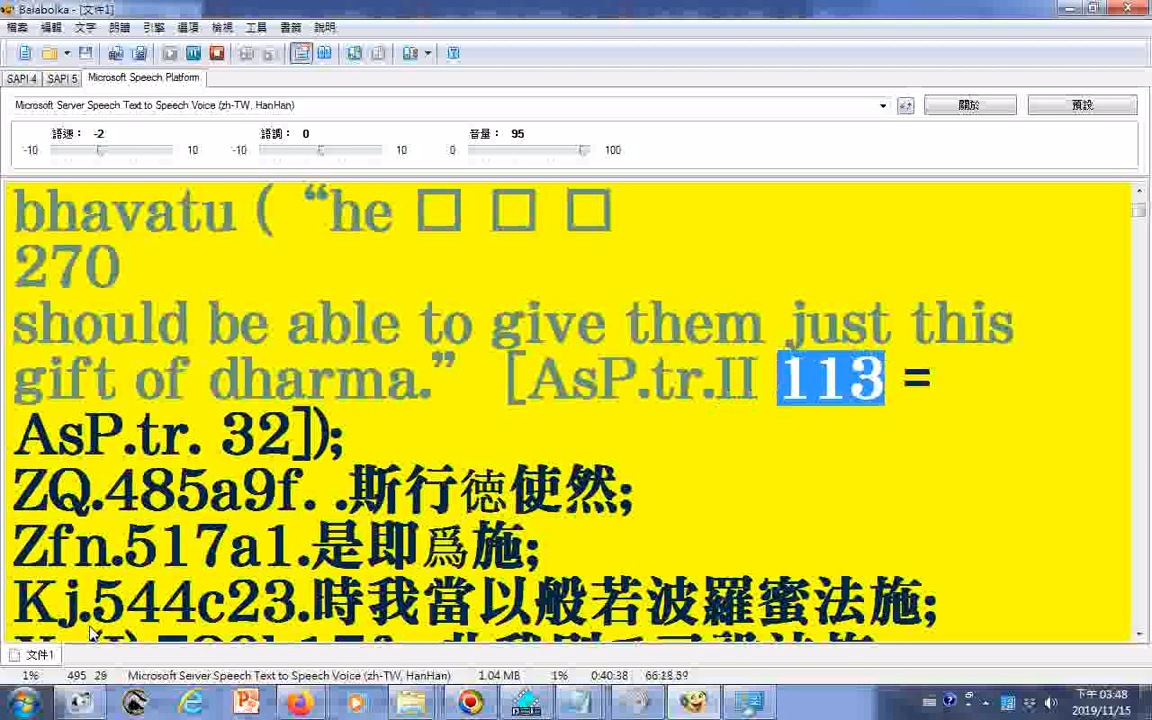 Balabolka - [文件1]
檔案 編輯 文字 朗讀 引擎 選項 檢視 工具 書籤 說明
SAPI 4 SAPI 5 Microsoft Speech Platform
Microsoft Server Speech Text to Speech Voice (zh-TW, HanHan) 關於 預設
語速： -2 語調： 0 音量： 95
-10 10 -10 10 0 100
bhavatu (“he □ □ □
270
should be able to give them just this
gift of dharma.” [AsP.tr.II 113 =
AsP.tr. 32]);
ZQ.485a9f. .斯行德使然;
Zfn.517a1.是即爲施;
Kj.544c23.時我當以般若波羅蜜法施;
文件1
1% 495 29 Microsoft Server Speech Text to Speech Voice (zh-TW, HanHan) 1.04 MB 1% 0:40:38 66:28:59
下午 03:48
2019/11/15